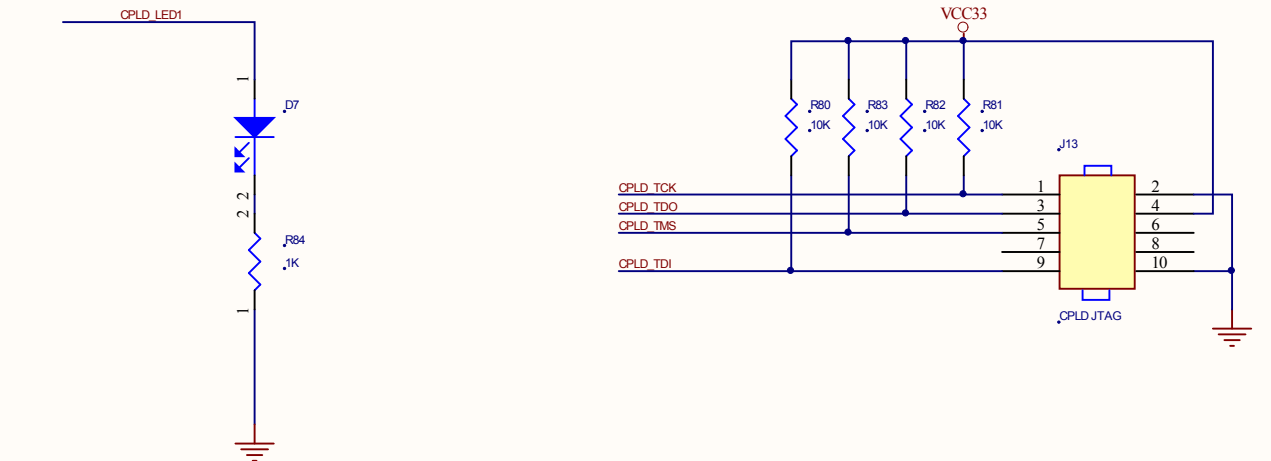 CPLD_LED1
1
D7
2
2
R84
1K
1
VCC33
R80 R83 R82 R81
10K 10K 10K 10K
J13
CPLD_TCK 1 2
CPLD_TDO 3 4
CPLD_TMS 5 6
7 8
CPLD_TDI 9 10
CPLD JTAG